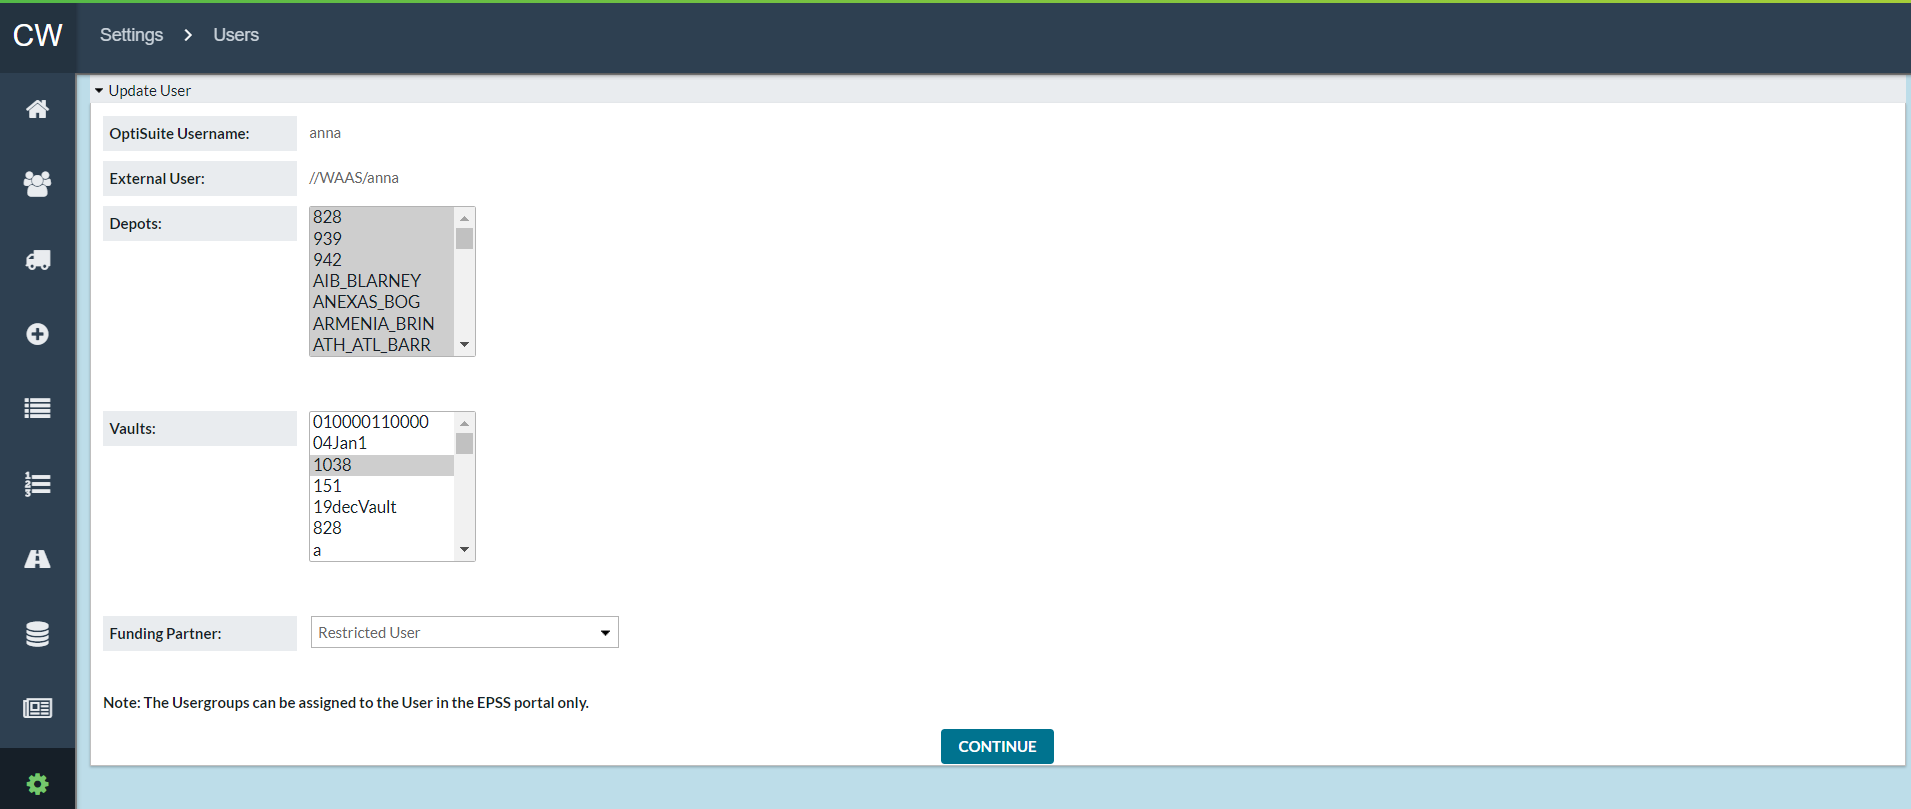 CW
Settings > Users
Update User
OptiSuite Username: anna
External User: //WAAS/anna
Depots:
828
939
942
AIB_BLARNEY
ANEXAS_BOG
ARMENIA_BRIN
ATH_ATL_BARR
Vaults:
010000110000
04Jan1
1038
151
19decVault
828
a
Funding Partner: Restricted User
Note: The Usergroups can be assigned to the User in the EPSS portal only.
CONTINUE